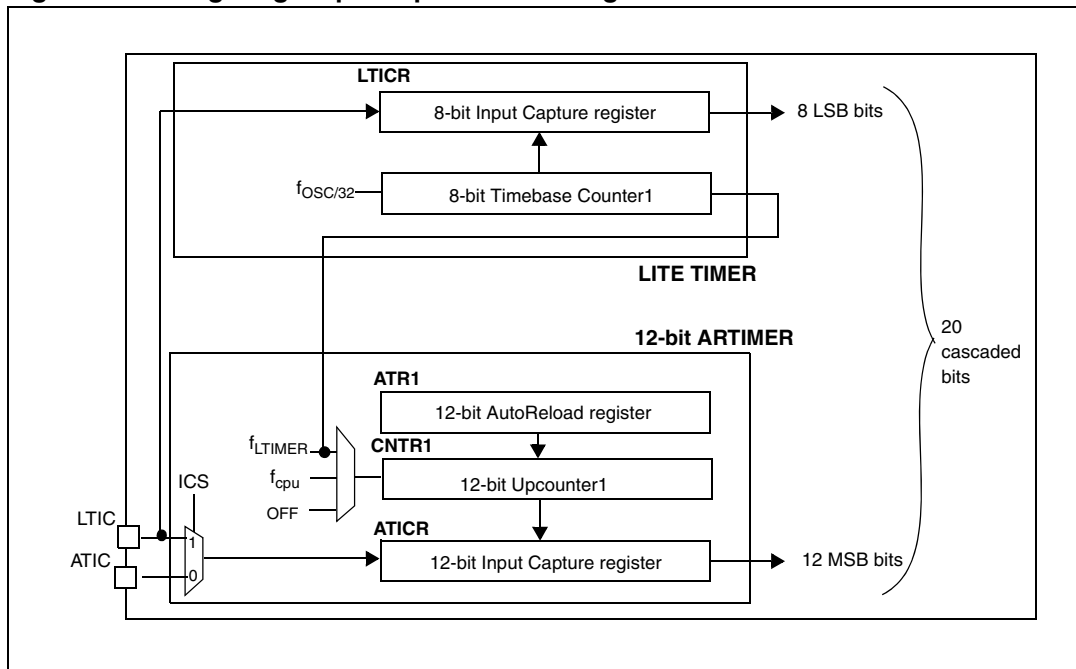 LTICR
8-bit Input Capture register
8 LSB bits
fOSC/32
8-bit Timebase Counter1
LITE TIMER
12-bit ARTIMER
20
cascaded
bits
ATR1
12-bit AutoReload register
fLTIMER
CNTR1
fcpu
12-bit Upcounter1
ICS
OFF
LTIC
ATICR
1
ATIC
12-bit Input Capture register
12 MSB bits
0